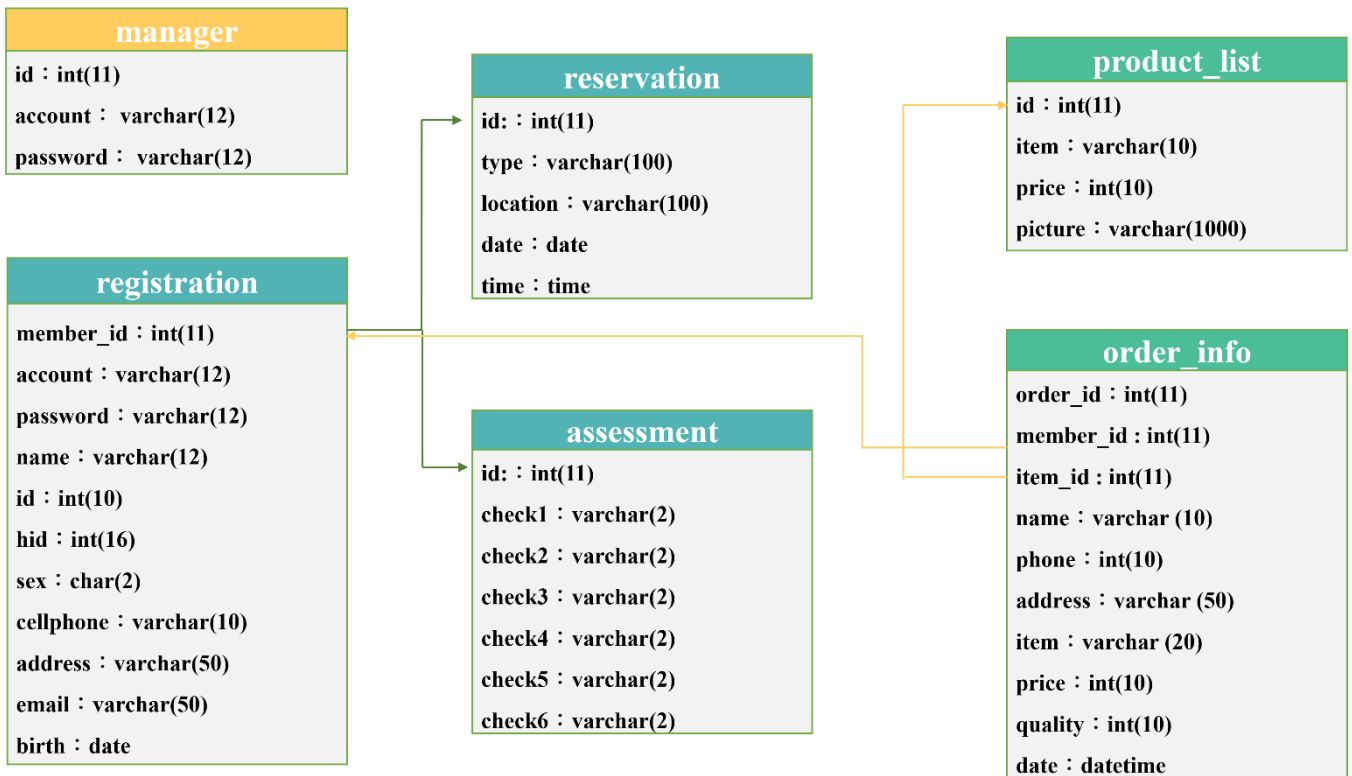 manager
id：int(11)
account： varchar(12)
password： varchar(12)
registration
member_id：int(11)
account：varchar(12)
password：varchar(12)
name：varchar(12)
id：int(10)
hid：int(16)
sex：char(2)
cellphone：varchar(10)
address：varchar(50)
email：varchar(50)
birth：date
reservation
id:：int(11)
type：varchar(100)
location：varchar(100)
date：date
time：time
assessment
id:：int(11)
check1：varchar(2)
check2：varchar(2)
check3：varchar(2)
check4：varchar(2)
check5：varchar(2)
check6：varchar(2)
product_list
id：int(11)
item：varchar(10)
price：int(10)
picture：varchar(1000)
order_info
order_id：int(11)
member_id : int(11)
item_id : int(11)
name：varchar (10)
phone：int(10)
address：varchar (50)
item：varchar (20)
price：int(10)
quality：int(10)
date：datetime